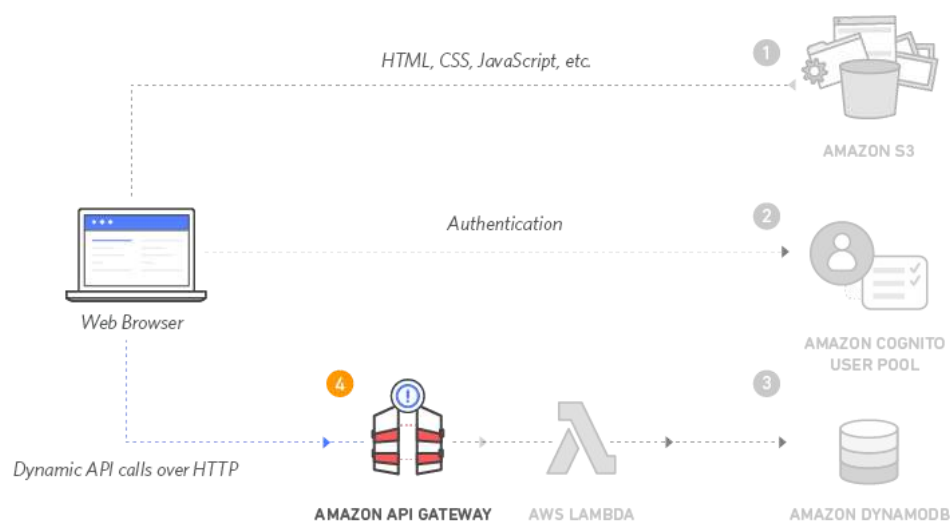 HTML, CSS, JavaScript, etc.
1
AMAZON S3
Authentication
2
Web Browser
AMAZON COGNITO
USER POOL
4
3
Dynamic API calls over HTTP
AMAZON API GATEWAY
AWS LAMBDA
AMAZON DYNAMODB